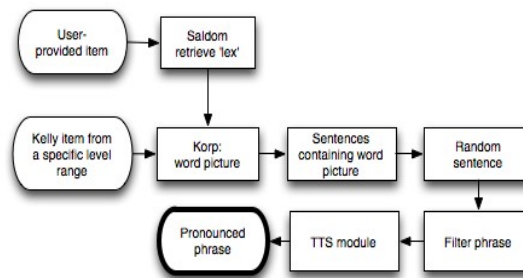 User-
provided item
Saldom
retrieve 'lex'
Kelly item from
a specific level
range
Korp:
word picture
Sentences
containing word
picture
Random
sentence
Pronounced
phrase
TTS module
Filter phrase